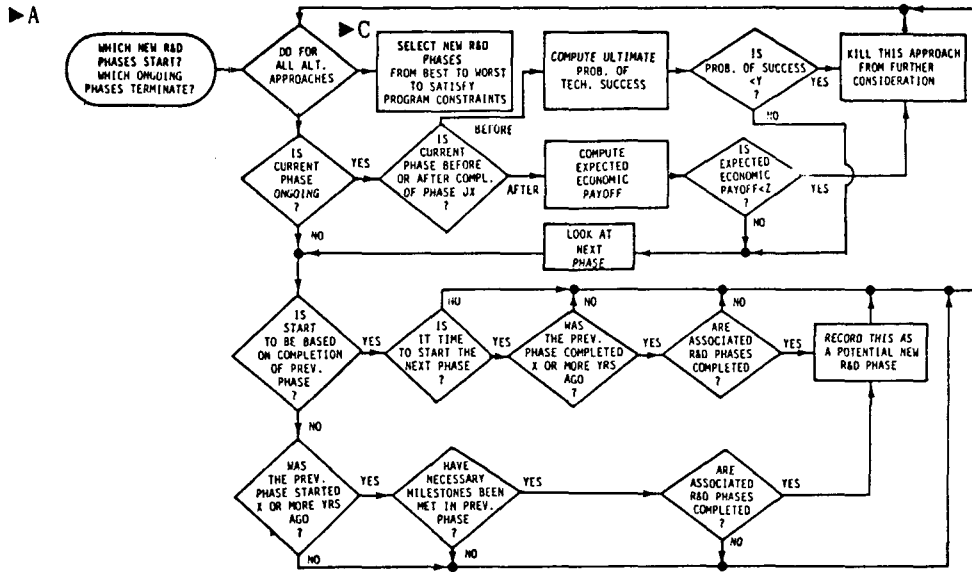 A
C
WHICH NEW R&D
PHASES START?
WHICH ONGOING
PHASES TERMINATE?
DO FOR
ALL ALT.
APPROACHES
SELECT NEW R&D
PHASES
FROM BEST TO WORST
TO SATISFY
PROGRAM CONSTRAINTS
COMPUTE ULTIMATE
PROB. OF
TECH. SUCCESS
IS
PROB. OF SUCCESS
<Y
?
YES
NO
KILL THIS APPROACH
FROM FURTHER
CONSIDERATION
BEFORE
IS
CURRENT
PHASE
ONGOING
?
YES
NO
IS
CURRENT
PHASE BEFORE
OR AFTER COMPL.
OF PHASE JX
?
AFTER
COMPUTE
EXPECTED
ECONOMIC
PAYOFF
IS
EXPECTED
ECONOMIC
PAYOFF<Z
?
YES
NO
LOOK AT
NEXT
PHASE
IS
START
TO BE BASED
ON COMPLETION
OF PREV.
PHASE
?
YES
NO
IS
IT TIME
TO START THE
NEXT PHASE
?
NO
YES
WAS
THE PREV.
PHASE COMPLETED
X OR MORE YRS
AGO
?
NO
YES
ARE
ASSOCIATED
R&D PHASES
COMPLETED
?
NO
YES
RECORD THIS AS
A POTENTIAL NEW
R&D PHASE
WAS
THE PREV.
PHASE STARTED
X OR MORE YRS
AGO
?
YES
NO
HAVE
NECESSARY
MILESTONES BEEN
MET IN PREV.
PHASE
?
YES
NO
ARE
ASSOCIATED
R&D PHASES
COMPLETED
?
YES
NO